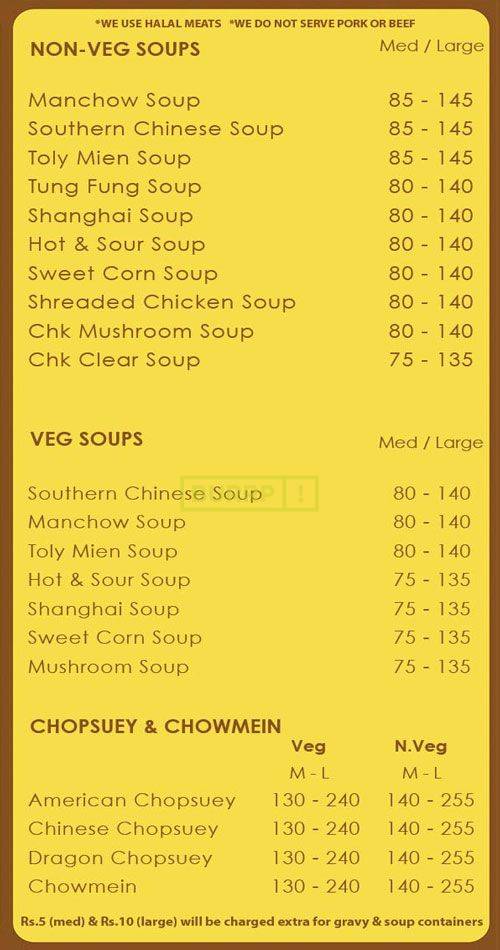 *WE USE HALAL MEATS *WE DO NOT SERVE PORK OR BEEF
NON-VEG SOUPS Med / Large
Manchow Soup 85 - 145
Southern Chinese Soup 85 - 145
Toly Mien Soup 85 - 145
Tung Fung Soup 80 - 140
Shanghai Soup 80 - 140
Hot & Sour Soup 80 - 140
Sweet Corn Soup 80 - 140
Shreaded Chicken Soup 80 - 140
Chk Mushroom Soup 80 - 140
Chk Clear Soup 75 - 135
VEG SOUPS Med / Large
Southern Chinese Soup 80 - 140
Manchow Soup 80 - 140
Toly Mien Soup 80 - 140
Hot & Sour Soup 75 - 135
Shanghai Soup 75 - 135
Sweet Corn Soup 75 - 135
Mushroom Soup 75 - 135
CHOPSUEY & CHOWMEIN
Veg N.Veg
M - L M - L
American Chopsuey 130 - 240 140 - 255
Chinese Chopsuey 130 - 240 140 - 255
Dragon Chopsuey 130 - 240 140 - 255
Chowmein 130 - 240 140 - 255
Rs.5 (med) & Rs.10 (large) will be charged extra for gravy & soup containers